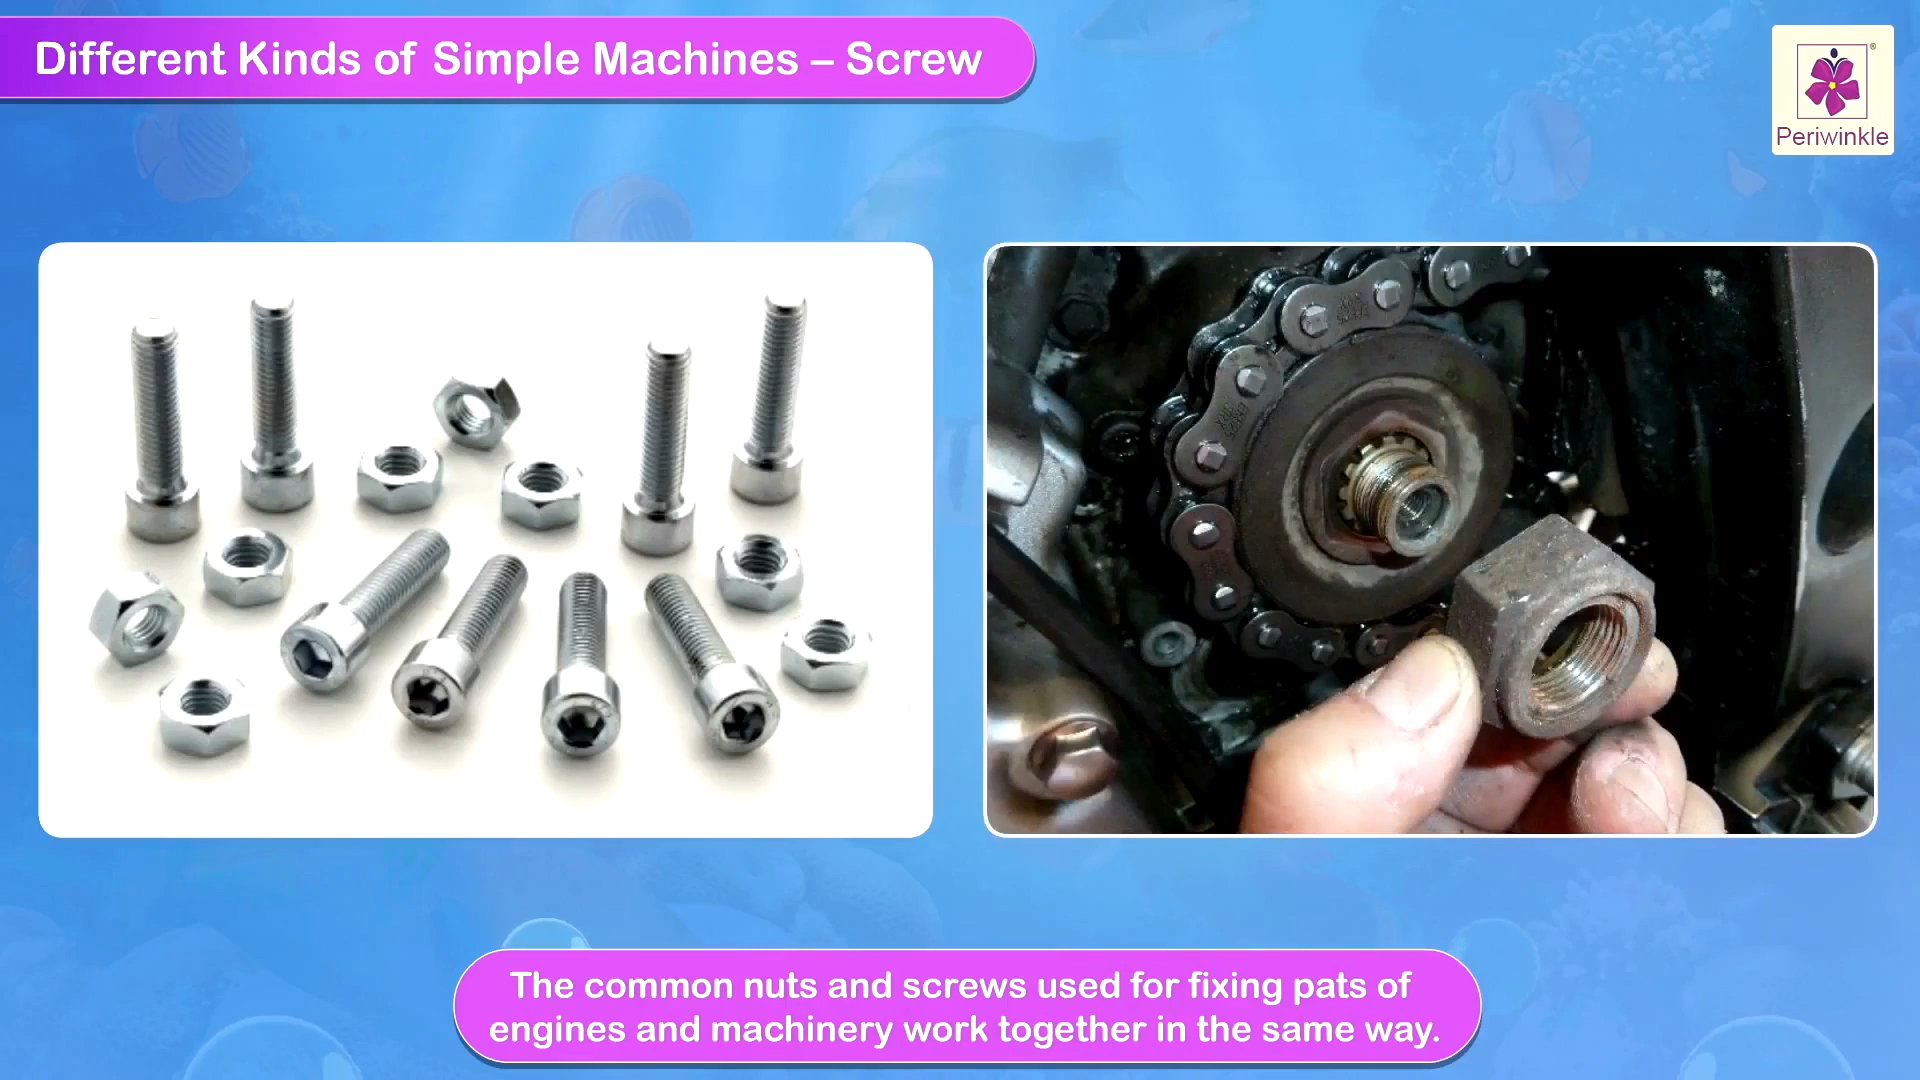 Different Kinds of Simple Machines – Screw
®
Periwinkle
The common nuts and screws used for fixing pats of
engines and machinery work together in the same way.